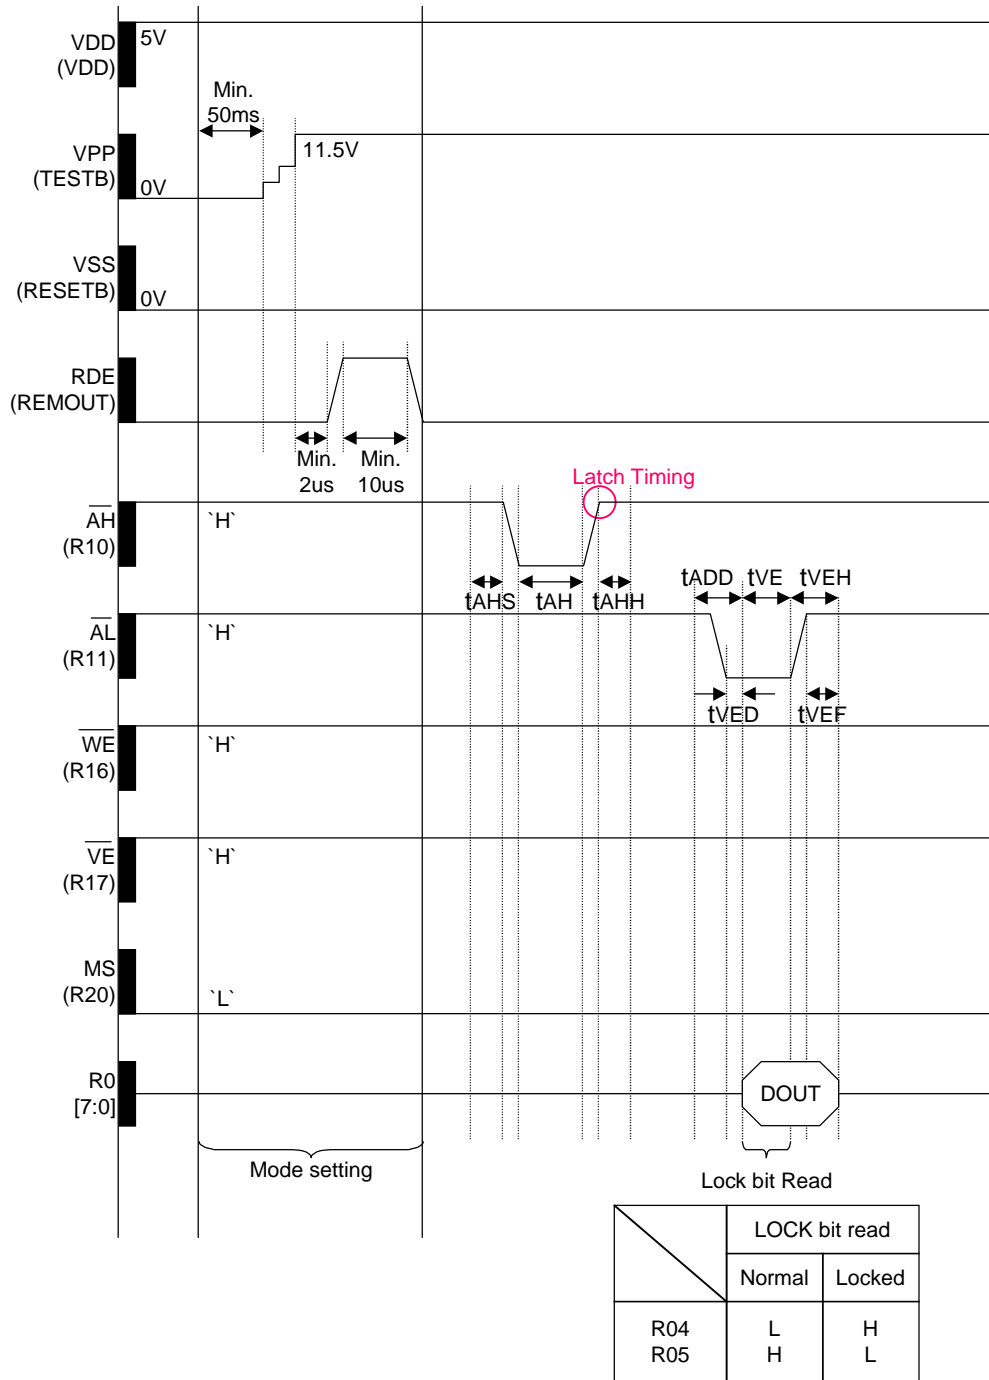 VDD
(VDD)
5V
Min.
50ms
VPP
(TESTB)
11.5V
0V
VSS
(RESETB)
0V
RDE
(REMOUT)
Min.
2us
Min.
10us
Latch Timing
AH
(R10)
`H`
tAHS
tAH
tAHH
tADD
tVE
tVEH
AL
(R11)
`H`
tVED
tVEF
WE
(R16)
`H`
VE
(R17)
`H`
MS
(R20)
`L`
R0
[7:0]
DOUT
Mode setting
Lock bit Read
LOCK bit read
Normal Locked
R04 L H
R05 H L